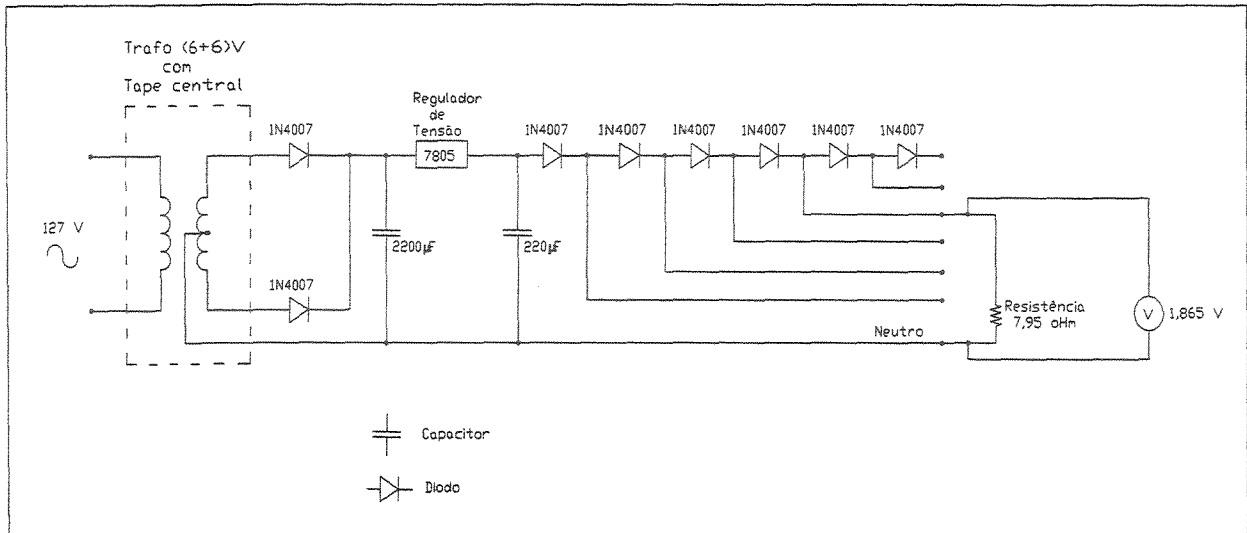 Trafo (6+6)V
com
Tape central
Regulador
de
Tensão
1N4007
1N4007
1N4007
1N4007
1N4007
1N4007
1N4007
7805
127 V
2200μF
220μF
1N4007
Resistência
7,95 oHm
V
1,865 V
Neutro
Capacitor
Diodo